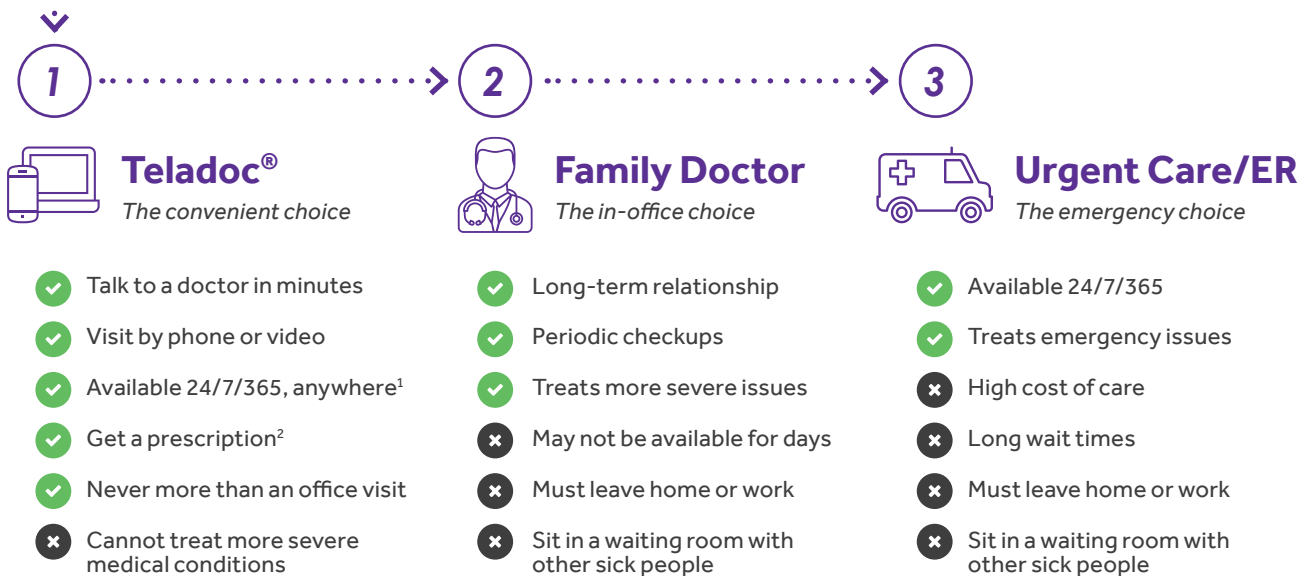 1
2
3
Teladoc®
The convenient choice
Talk to a doctor in minutes
Visit by phone or video
Available 24/7/365, anywhere¹
Get a prescription²
Never more than an office visit
Cannot treat more severe
medical conditions
Family Doctor
The in-office choice
Long-term relationship
Periodic checkups
Treats more severe issues
May not be available for days
Must leave home or work
Sit in a waiting room with
other sick people
Urgent Care/ER
The emergency choice
Available 24/7/365
Treats emergency issues
High cost of care
Long wait times
Must leave home or work
Sit in a waiting room with
other sick people